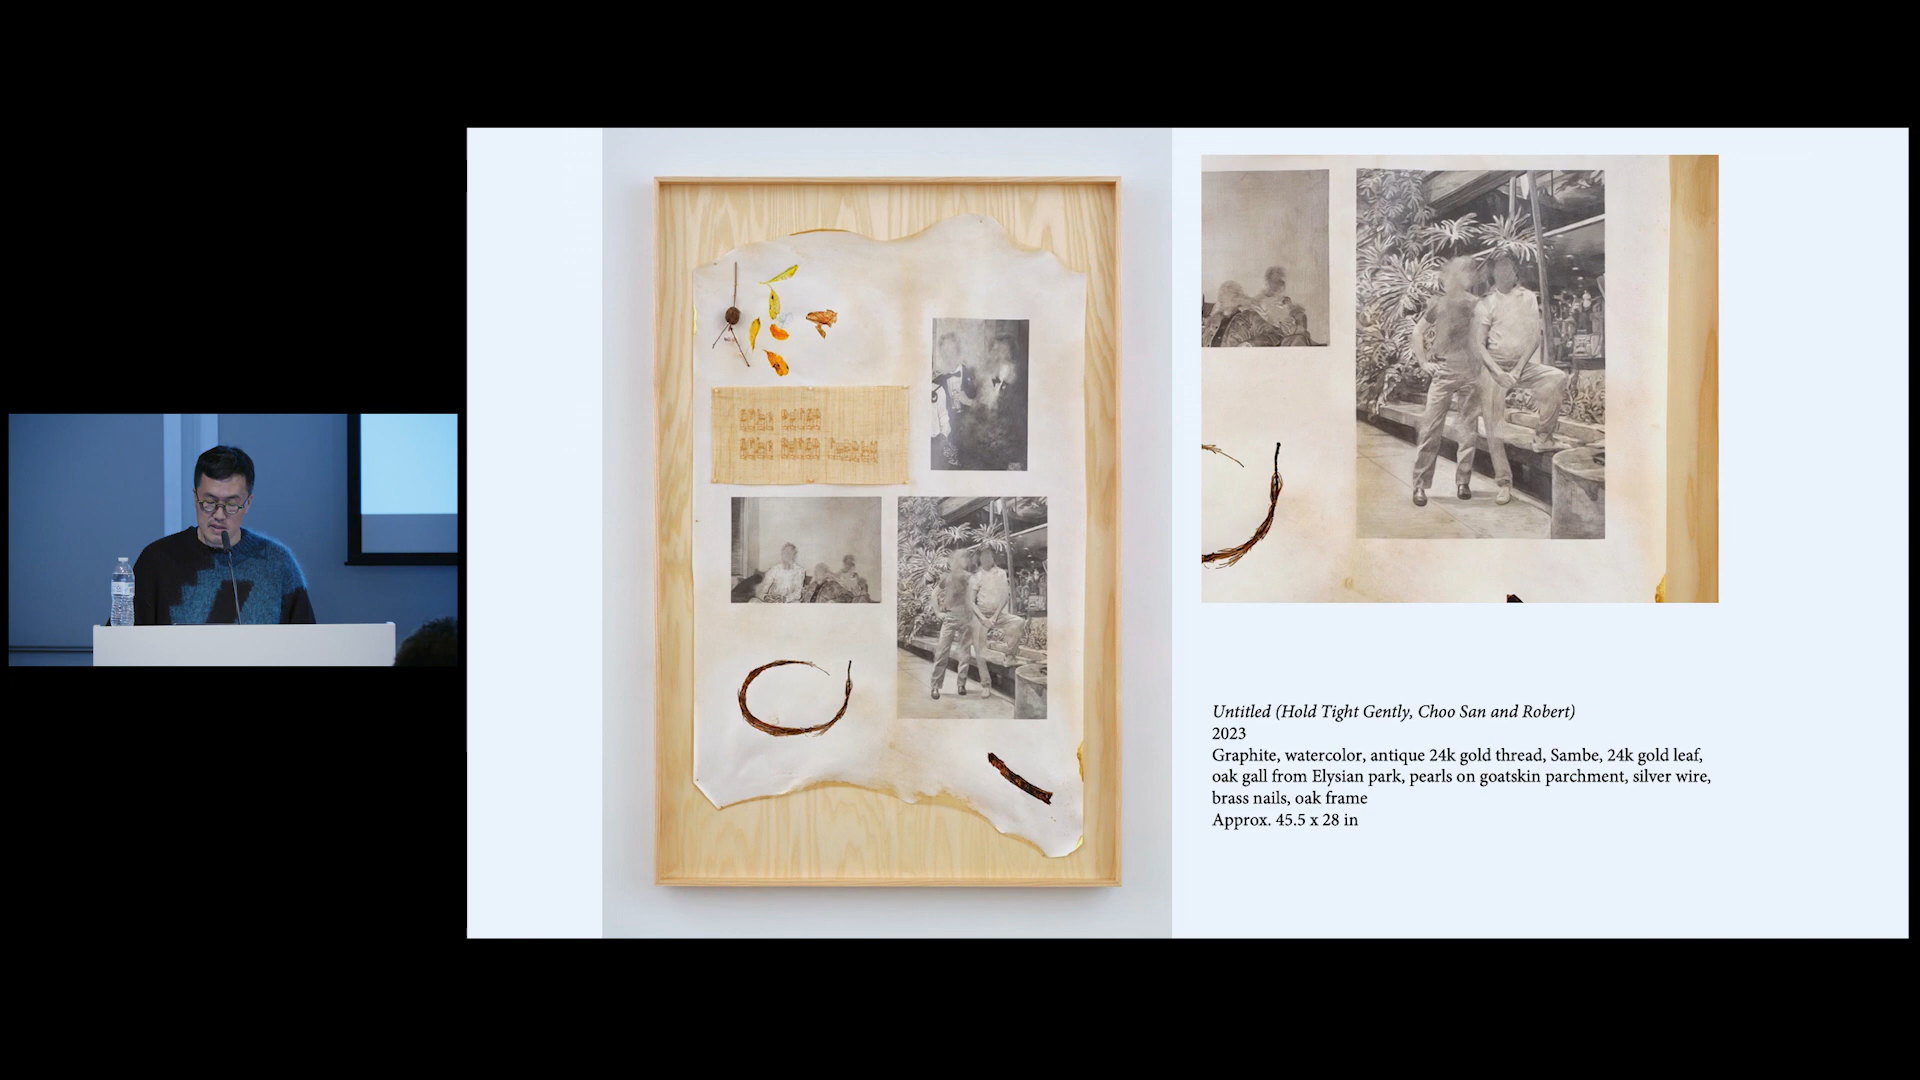 Untitled (Hold Tight Gently, Choo San and Robert)
2023
Graphite, watercolor, antique 24k gold thread, Sambe, 24k gold leaf,
oak gall from Elysian park, pearls on goatskin parchment, silver wire,
brass nails, oak frame
Approx. 45.5 x 28 in